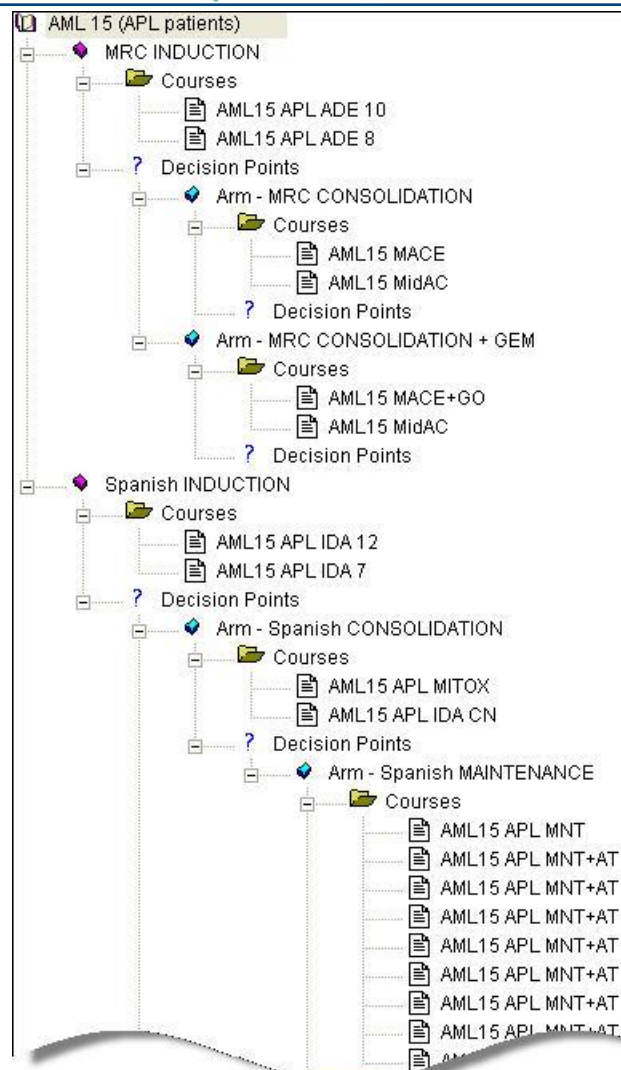 AML 15 (APL patients)
MRC INDUCTION
Courses
AML15 APL ADE 10
AML15 APL ADE 8
? Decision Points
Arm - MRC CONSOLIDATION
Courses
AML15 MACE
AML15 MidAC
? Decision Points
Arm - MRC CONSOLIDATION + GEM
Courses
AML15 MACE+GO
AML15 MidAC
? Decision Points
Spanish INDUCTION
Courses
AML15 APL IDA 12
AML15 APL IDA 7
? Decision Points
Arm - Spanish CONSOLIDATION
Courses
AML15 APL MITOX
AML15 APL IDA CN
? Decision Points
Arm - Spanish MAINTENANCE
Courses
AML15 APL MNT
AML15 APL MNT+AT
AML15 APL MNT+AT
AML15 APL MNT+AT
AML15 APL MNT+AT
AML15 APL MNT+AT
AML15 APL MNT+AT
AML15 APL MNT+AT